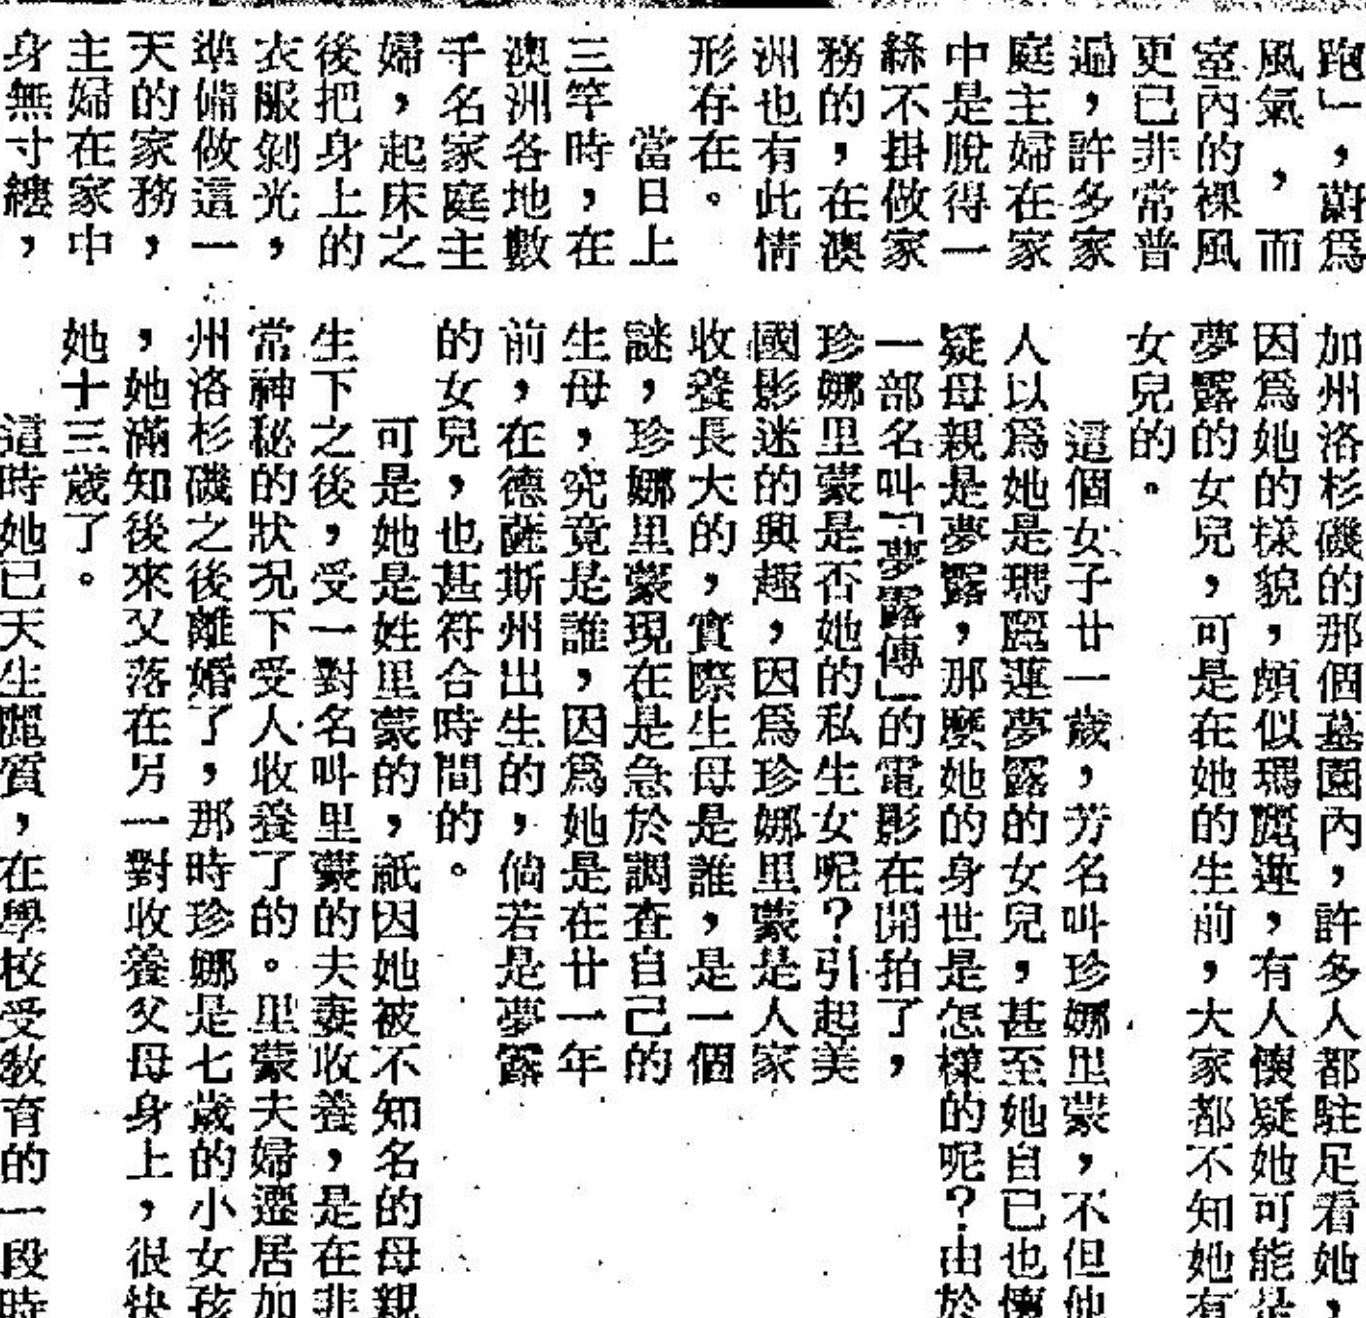 跑」，蔚爲
風氣，而
室內的裸風
更已非常普
遍，許多家
庭主婦在家
中是脫得一
絲不掛做家
務的，在澳
洲也有此情
形存在。
當日上
三竿時，在
澳洲各地數
千名家庭主
婦，起床之
後把身上的
衣服剝光，
準備做這一
天的家務，
主婦在家中
身無寸縷，
加州洛杉磯的那個墓園內，許多人都駐足看她，
因爲她的樣貌，頗似瑪麗蓮，有人懷疑她可能是
夢露的女兒，可是在她的生前，大家都不知她有
女兒的。
這個女子廿一歲，芳名叫珍娜里蒙，不但他
人以爲她是瑪麗蓮夢露的女兒，甚至她自已也懷
疑母親是夢露，那麼她的身世是怎樣的呢？由於
一部名叫「夢露傳」的電影在開拍了，
珍娜里蒙是否她的私生女呢？引起美
國影迷的興趣，因爲珍娜里蒙是人家
收養長大的，實際生母是誰，是一個
謎，珍娜里蒙現在是急於調查自己的
生母，究竟是誰，因爲她是在廿一年
前，在德薩斯州出生的，倘若是夢露
的女兒，也甚符合時間的。
可是她是姓里蒙的，祇因她被不知名的母親
生下之後，受一對名叫里蒙的夫妻收養，是在非
常神秘的狀況下受人收養了的。里蒙夫婦遷居加
州洛杉磯之後離婚了，那時珍娜是七歲的小女孩
，她滿知後來又落在另一對收養父母身上，很快
她十三歲了。
這時她已天生麗質，在學校受敎育的一段時